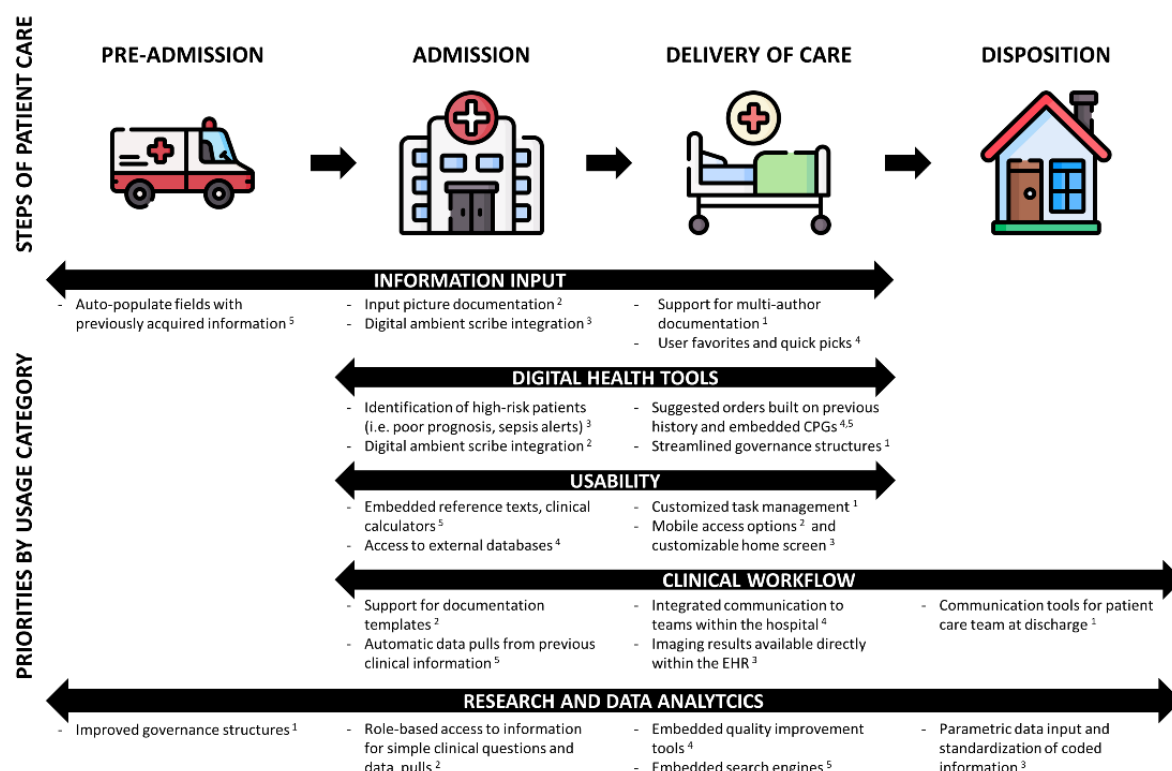 STEPS OF PATIENT CARE
PRE-ADMISSION
ADMISSION
DELIVERY OF CARE
DISPOSITION
PRIORITIES BY USAGE CATEGORY
INFORMATION INPUT
- Auto-populate fields with
previously acquired information ⁵
- Input picture documentation ²
- Digital ambient scribe integration ³
- Support for multi-author
documentation ¹
- User favorites and quick picks ⁴
DIGITAL HEALTH TOOLS
- Identification of high-risk patients
(i.e. poor prognosis, sepsis alerts) ³
- Digital ambient scribe integration ²
- Suggested orders built on previous
history and embedded CPGs ⁴,⁵
- Streamlined governance structures ¹
USABILITY
- Embedded reference texts, clinical
calculators ⁵
- Access to external databases ⁴
- Customized task management ¹
- Mobile access options ² and
customizable home screen ³
CLINICAL WORKFLOW
- Support for documentation
templates ²
- Automatic data pulls from previous
clinical information ⁵
- Integrated communication to
teams within the hospital ⁴
- Imaging results available directly
within the EHR ³
- Communication tools for patient
care team at discharge ¹
RESEARCH AND DATA ANALYTCICS
- Improved governance structures ¹
- Role-based access to information
for simple clinical questions and
data pulls ²
- Embedded quality improvement
tools ⁴
- Embedded search engines ⁵
- Parametric data input and
standardization of coded
information ³